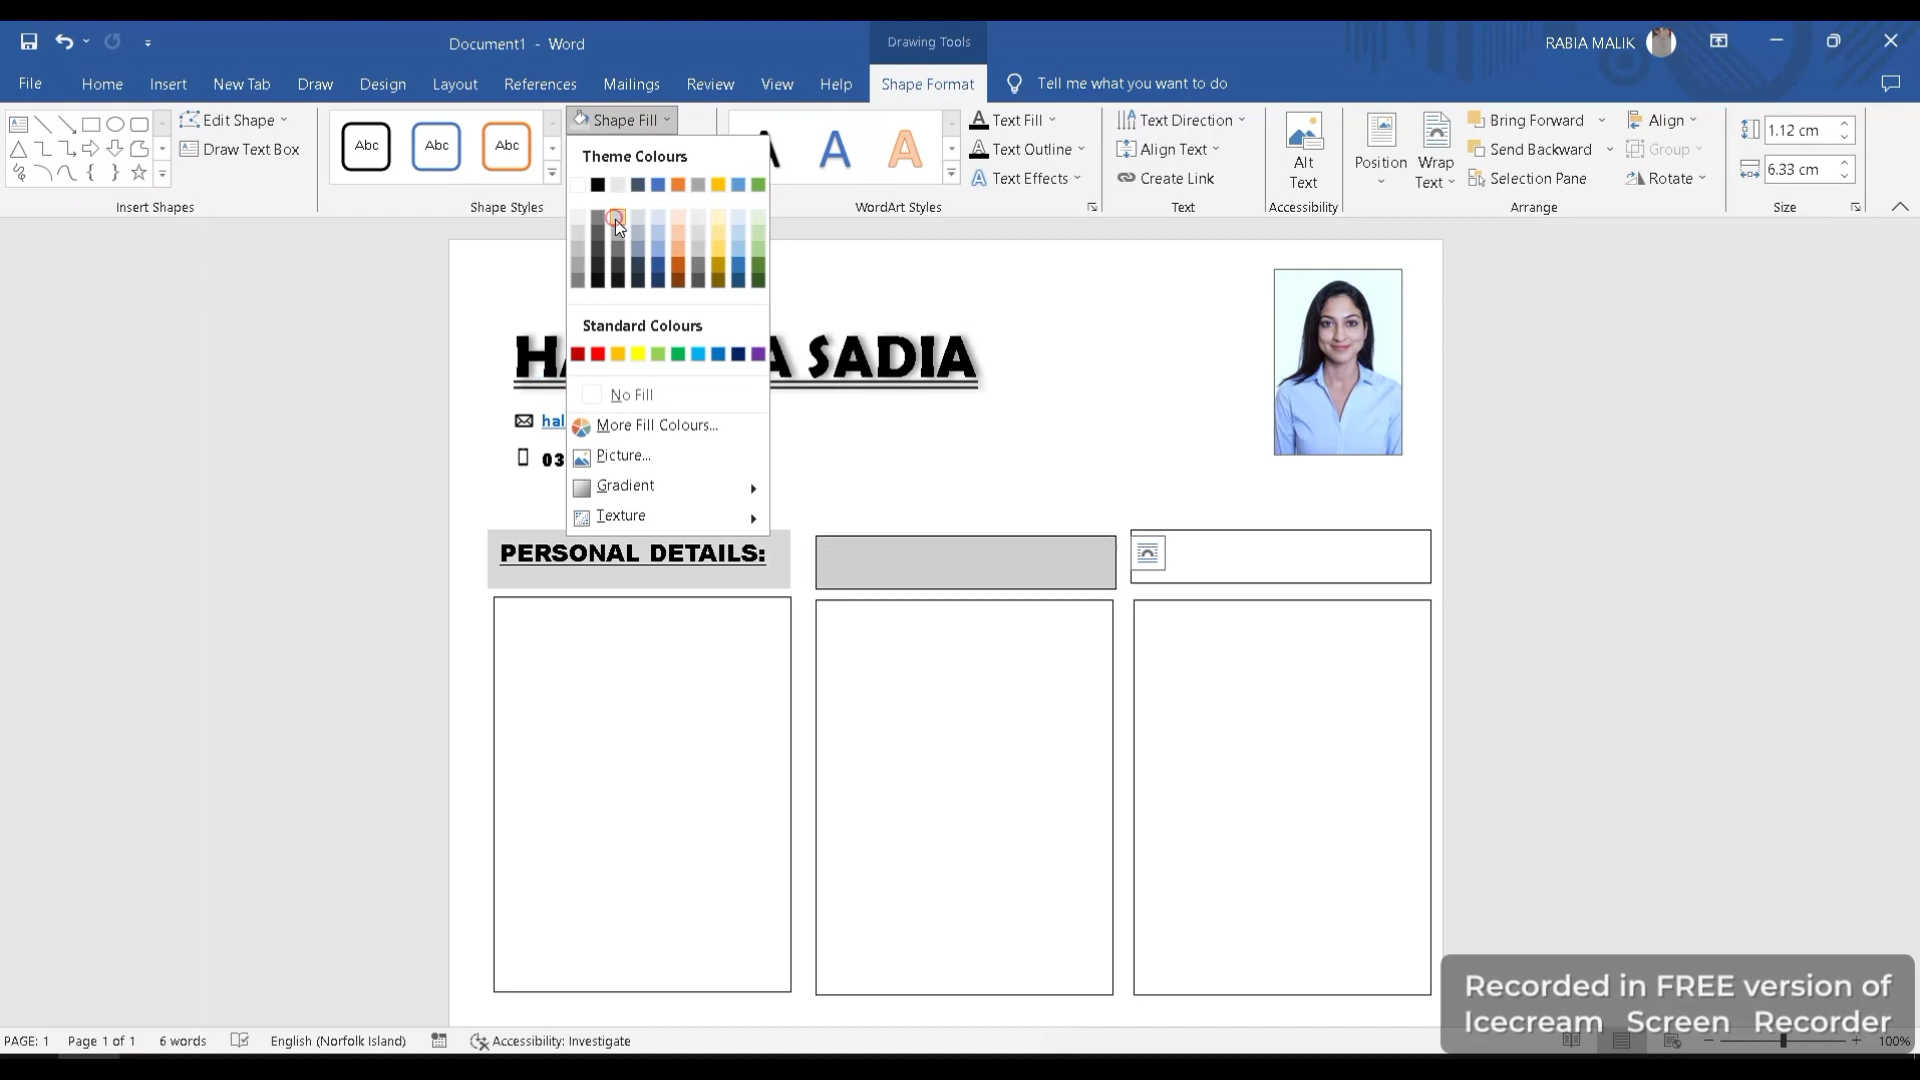 Document1 - Word
Drawing Tools
RABIA MALIK
File Home Insert New Tab Draw Design Layout References Mailings Review View Help Shape Format Tell me what you want to do
Edit Shape
Draw Text Box
Insert Shapes
Abc Abc Abc
Shape Styles
Shape Fill
Theme Colours
Standard Colours
No Fill
More Fill Colours...
Picture...
Gradient
Texture
A A A
WordArt Styles
Text Fill
Text Outline
Text Effects
Text Direction
Align Text
Create Link
Text
Alt Text
Accessibility
Position
Wrap Text
Bring Forward
Send Backward
Selection Pane
Align
Group
Rotate
Arrange
1.12 cm
6.33 cm
Size
SADIA
hal
03
PERSONAL DETAILS:
Recorded in FREE version of
Icecream Screen Recorder
PAGE: 1 Page 1 of 1 6 words English (Norfolk Island) Accessibility: Investigate 100%